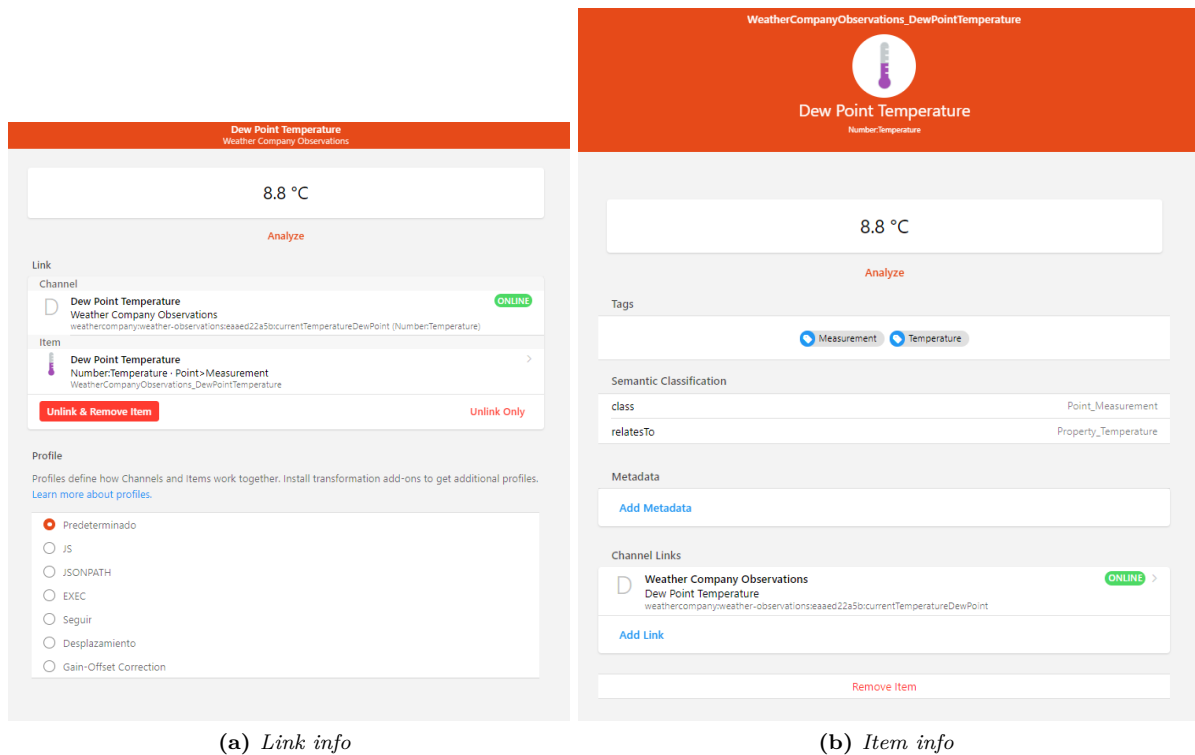 Dew Point Temperature
Weather Company Observations
8.8 °C
Analyze
Link
Channel
D
Dew Point Temperature
ONLINE
Weather Company Observations
weathercompany:weather-observations:eaaed22a5b:currentTemperatureDewPoint (Number:Temperature)
Item
Dew Point Temperature
Number:Temperature · Point>Measurement
WeatherCompanyObservations_DewPointTemperature
Unlink & Remove Item
Unlink Only
Profile
Profiles define how Channels and Items work together. Install transformation add-ons to get additional profiles.
Learn more about profiles.
Predeterminado
JS
JSONPATH
EXEC
Seguir
Desplazamiento
Gain-Offset Correction
(a) Link info
WeatherCompanyObservations_DewPointTemperature
Dew Point Temperature
Number:Temperature
8.8 °C
Analyze
Tags
Measurement
Temperature
Semantic Classification
class Point_Measurement
relatesTo Property_Temperature
Metadata
Add Metadata
Channel Links
D
Weather Company Observations
ONLINE
Dew Point Temperature
weathercompany:weather-observations:eaaed22a5b:currentTemperatureDewPoint
Add Link
Remove Item
(b) Item info